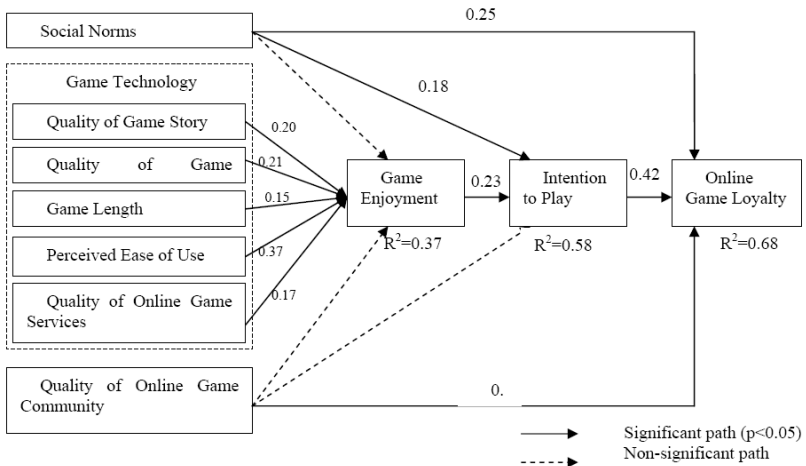 0.25
Social Norms
Game Technology
0.18
Quality of Game Story
0.20
Quality of Game
0.21
Game Length
0.15
Perceived Ease of Use
0.37
Quality of Online Game
Services
0.17
Quality of Online Game
Community
0.
Game
Enjoyment
R²=0.37
0.23
Intention
to Play
R²=0.58
0.42
Online
Game Loyalty
R²=0.68
Significant path (p<0.05)
Non-significant path